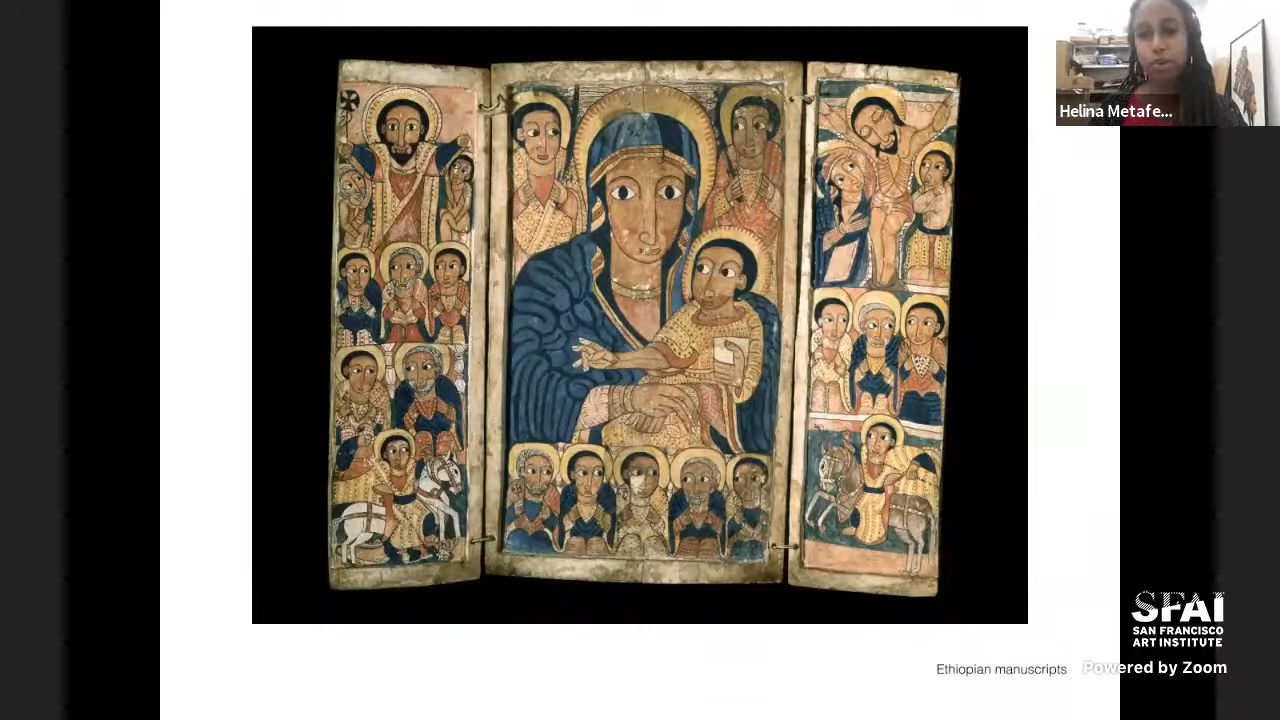 Helina Metafe...
SFAI
SAN FRANCISCO
ART INSTITUTE
Ethiopian manuscripts
Powered by Zoom